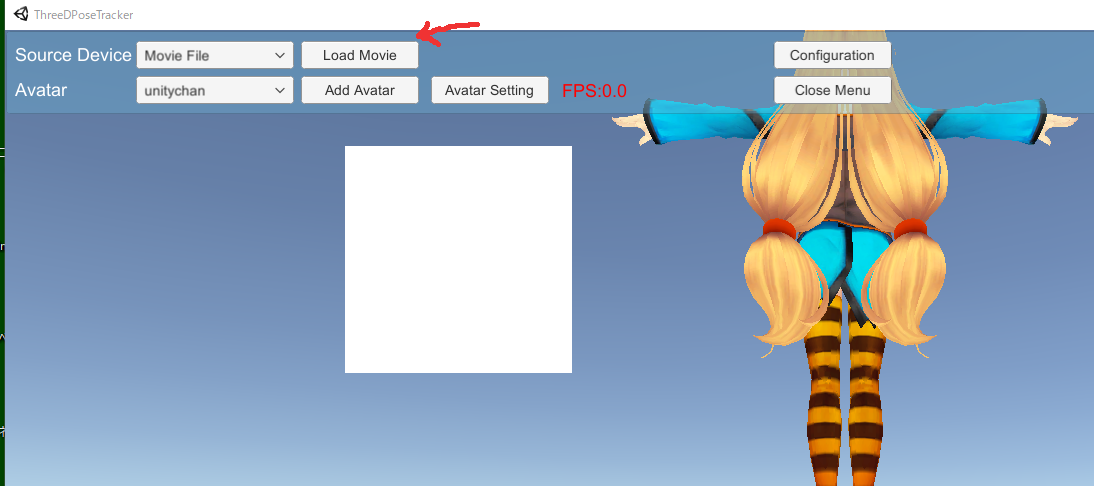 ThreeDPoseTracker
Source Device Movie File Load Movie Configuration
Avatar unitychan Add Avatar Avatar Setting FPS:0.0 Close Menu